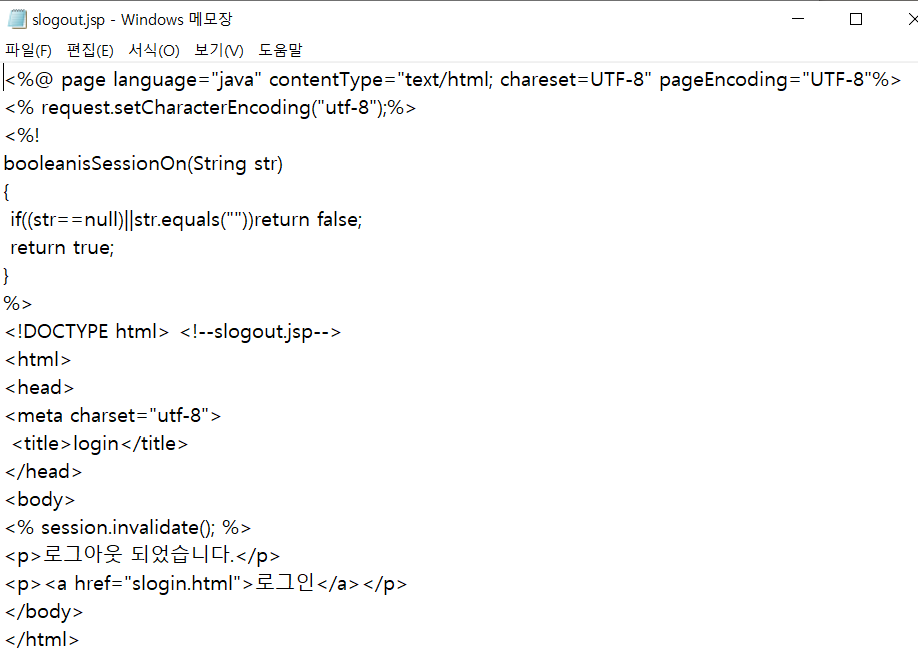 slogout.jsp - Windows 메모장
파일(F) 편집(E) 서식(O) 보기(V) 도움말
<%@ page language="java" contentType="text/html; chareset=UTF-8" pageEncoding="UTF-8"%>
<% request.setCharacterEncoding("utf-8");%>
<%!
booleanisSessionOn(String str)
{
 if((str==null)||str.equals(""))return false;
 return true;
}
%>
<!DOCTYPE html> <!--slogout.jsp-->
<html>
<head>
<meta charset="utf-8">
 <title>login</title>
</head>
<body>
<% session.invalidate(); %>
<p>로그아웃 되었습니다.</p>
<p><a href="slogin.html">로그인</a></p>
</body>
</html>